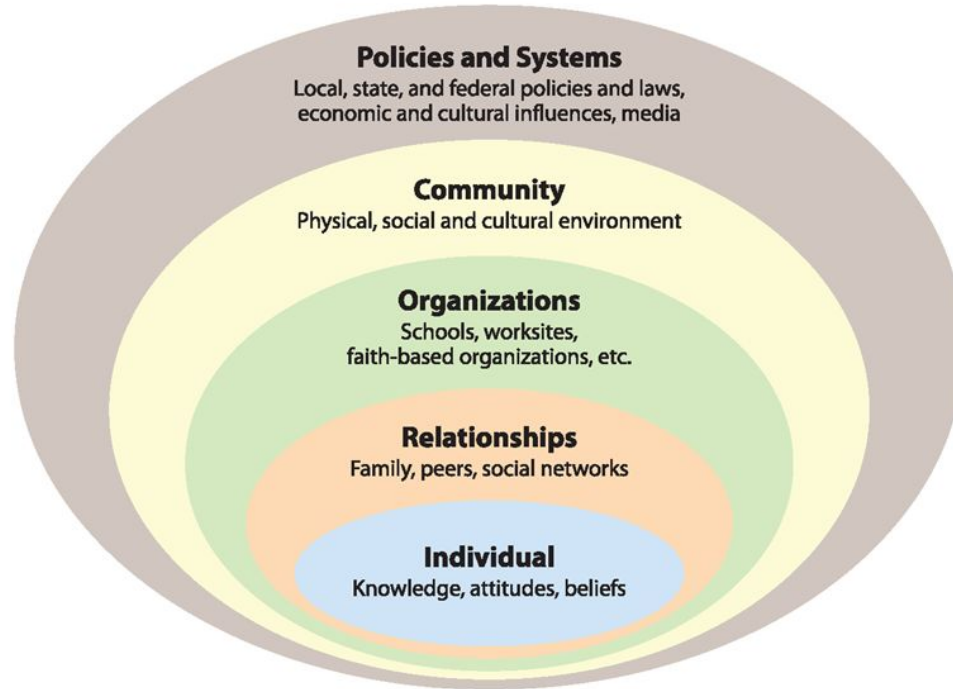 Policies and Systems
Local, state, and federal policies and laws,
economic and cultural influences, media
Community
Physical, social and cultural environment
Organizations
Schools, worksites,
faith-based organizations, etc.
Relationships
Family, peers, social networks
Individual
Knowledge, attitudes, beliefs